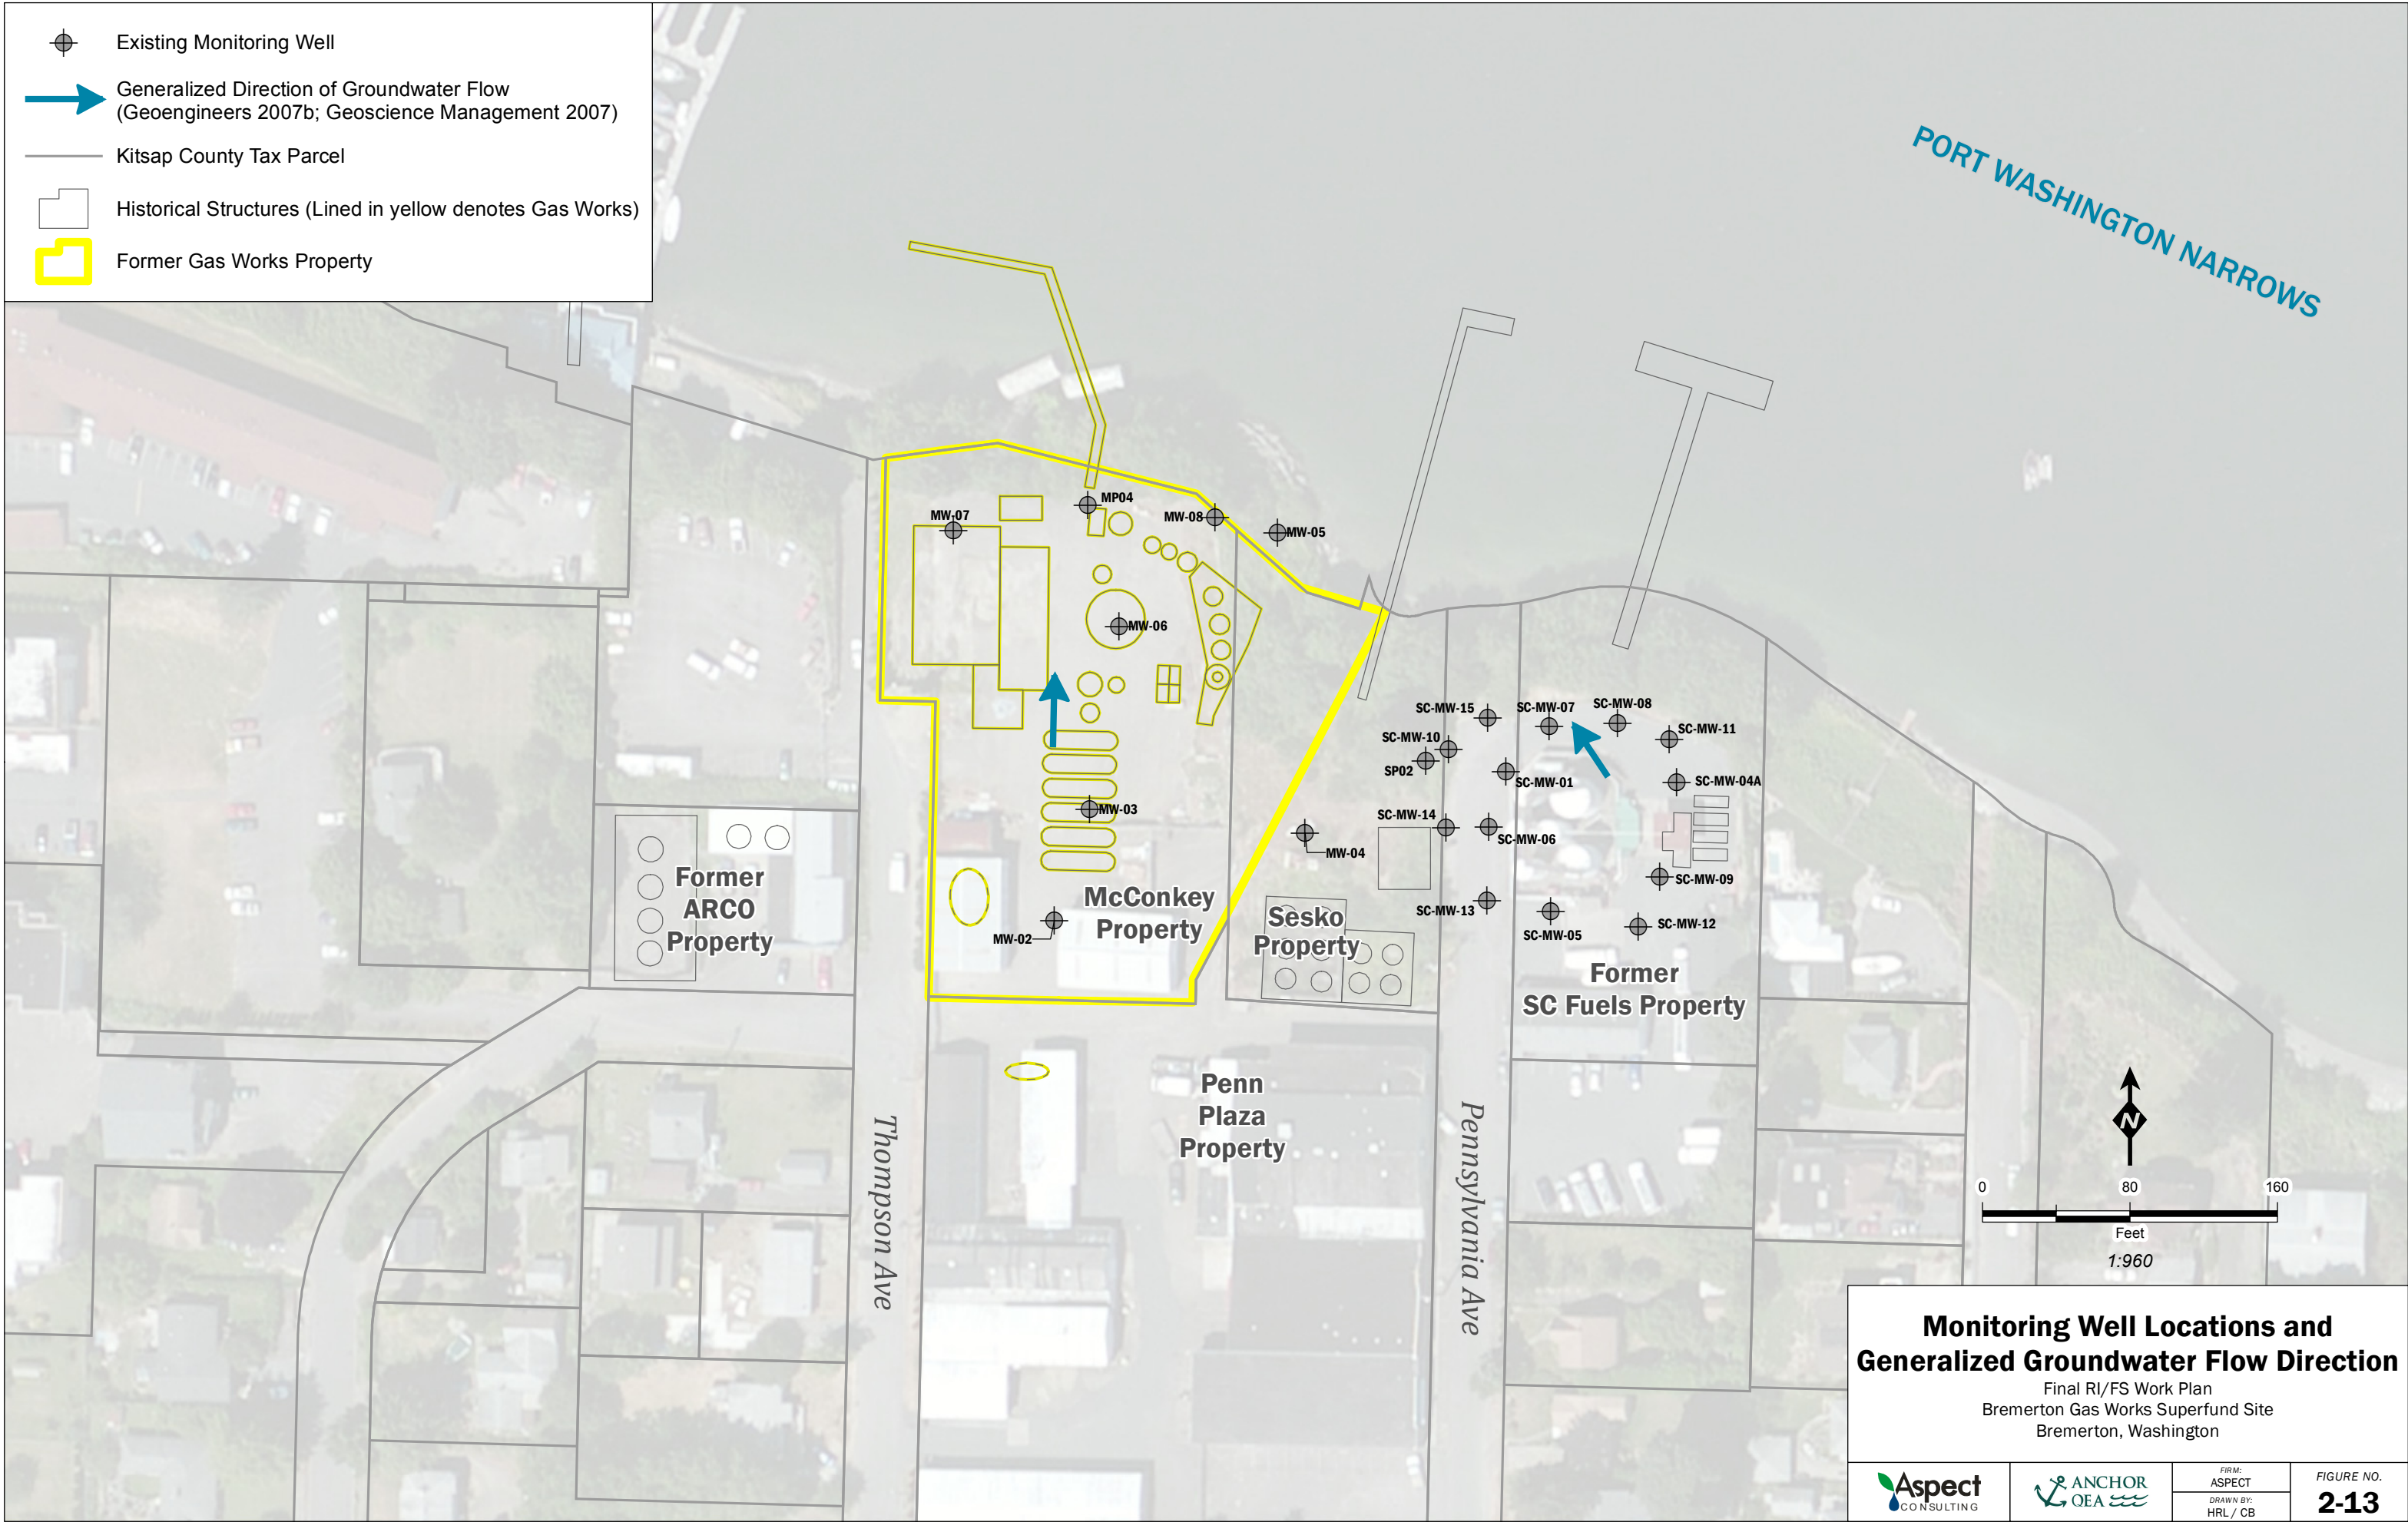 Existing Monitoring Well
Generalized Direction of Groundwater Flow
(Geoengineers 2007b; Geoscience Management 2007)
Kitsap County Tax Parcel
Historical Structures (Lined in yellow denotes Gas Works)
Former Gas Works Property
PORT WASHINGTON NARROWS
MP04
MW-07
MW-08
MW-05
MW-06
SC-MW-15
SC-MW-07
SC-MW-08
SC-MW-11
SC-MW-10
SP02
SC-MW-01
SC-MW-04A
MW-03
SC-MW-14
SC-MW-06
MW-04
SC-MW-09
SC-MW-13
SC-MW-05
SC-MW-12
MW-02
Former
ARCO
Property
McConkey
Property
Sesko
Property
Former
SC Fuels Property
Penn
Plaza
Property
Thompson Ave
Pennsylvania Ave
N
0 80 160
Feet
1:960
Monitoring Well Locations and
Generalized Groundwater Flow Direction
Final RI/FS Work Plan
Bremerton Gas Works Superfund Site
Bremerton, Washington
Aspect
CONSULTING
ANCHOR
QEA
FIRM:
ASPECT
DRAWN BY:
HRL / CB
FIGURE NO.
2-13